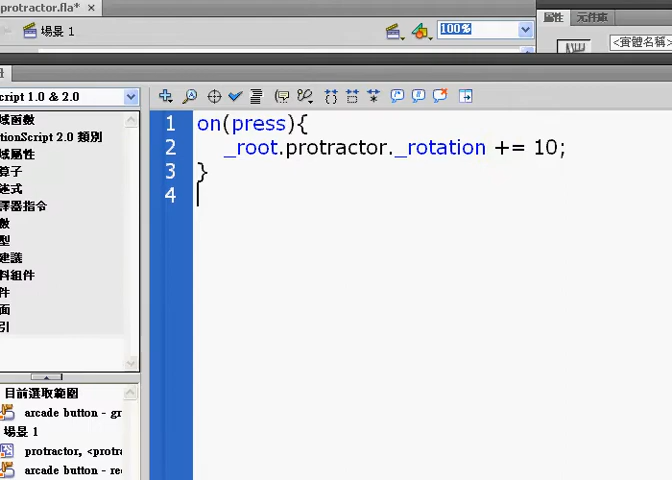 protractor.fla*
場景 1
100%
屬性
元件庫
<實體名稱>
cript 1.0 & 2.0
域函數
ctionScript 2.0 類別
域屬性
算子
述式
譯器指令
數
型
建議
料組件
件
面
引
目前選取範圍
arcade button - gr
場景 1
protractor, <protra
arcade button - red
1 on(press){
2 _root.protractor._rotation += 10;
3 }
4